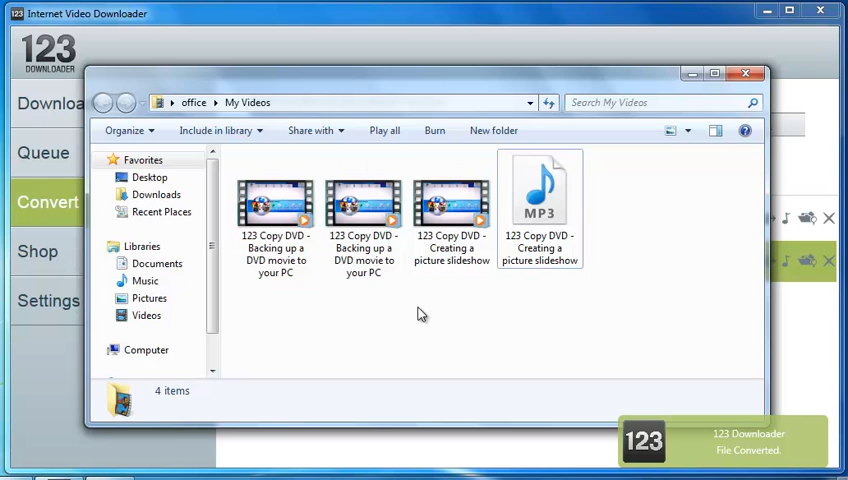 Internet Video Downloader
123
DOWNLOADER
office
My Videos
Search My Videos
Organize
Include in library
Share with
Play all
Burn
New folder
Downloa
Queue
Convert
Shop
Settings
Favorites
Desktop
Downloads
Recent Places
Libraries
Documents
Music
Pictures
Videos
Computer
123 Copy DVD -
Backing up a
DVD movie to
your PC
123 Copy DVD -
Backing up a
DVD movie to
your PC
123 Copy DVD -
Creating a
picture slideshow
MP3
123 Copy DVD -
Creating a
picture slideshow
4 items
123
123 Downloader
File Converted.